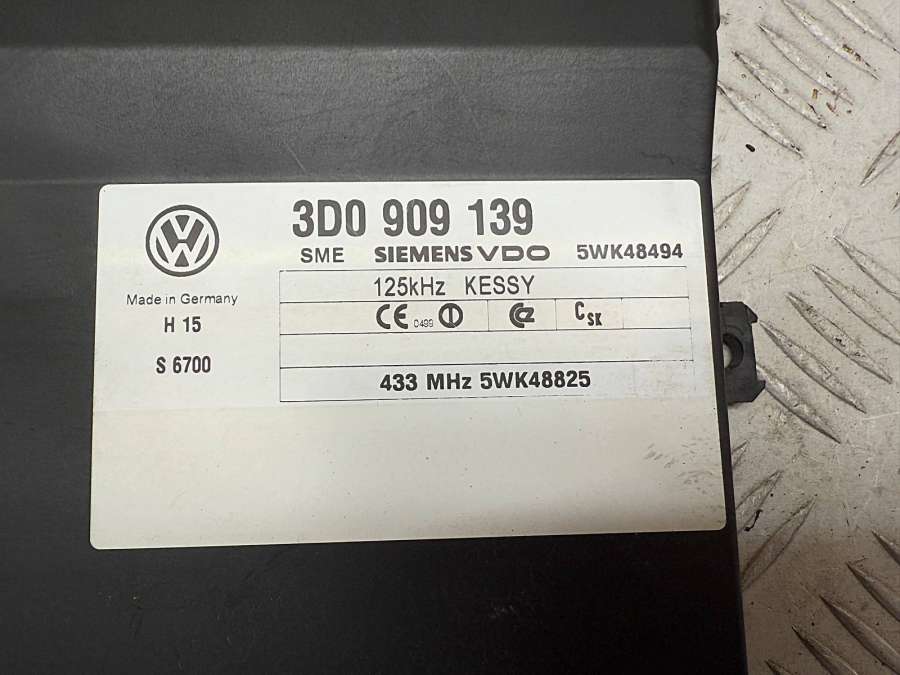 3D0 909 139
SME SIEMENS VDO 5WK48494
125kHz KESSY
Made in Germany
H 15
CE 0499
CSK
S 6700
433 MHz 5WK48825